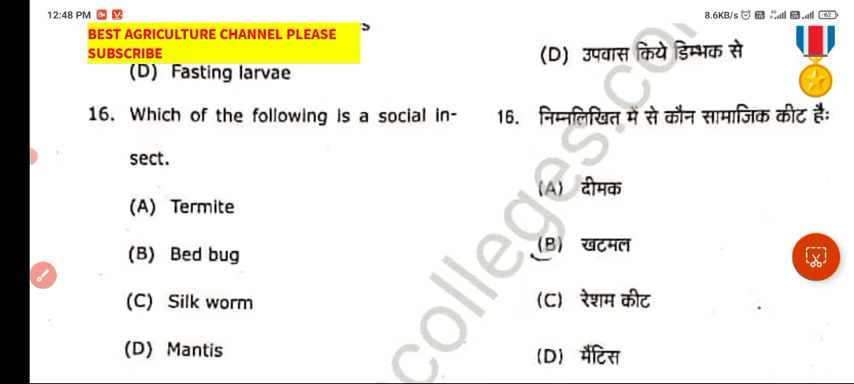 12:48 PM
8.6KB/s
62
BEST AGRICULTURE CHANNEL PLEASE
SUBSCRIBE
(D) Fasting larvae
16. Which of the following is a social in-
sect.
(A) Termite
(B) Bed bug
(C) Silk worm
(D) Mantis
(D) उपवास किये डिम्भक से
16. निम्नलिखित में से कौन सामाजिक कीट है:
(A) दीमक
(B) खटमल
(C) रेशम कीट
(D) मैंटिस
colleges.co